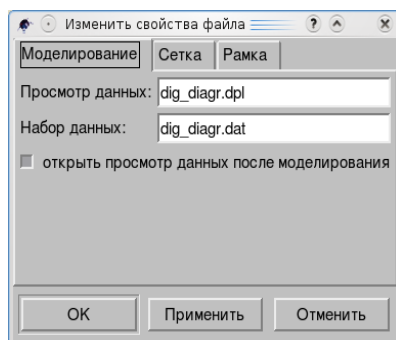 Изменить свойства файла
Моделирование Сетка Рамка
Просмотр данных: dig_diagr.dpl
Набор данных: dig_diagr.dat
открыть просмотр данных после моделирования
OK Применить Отменить